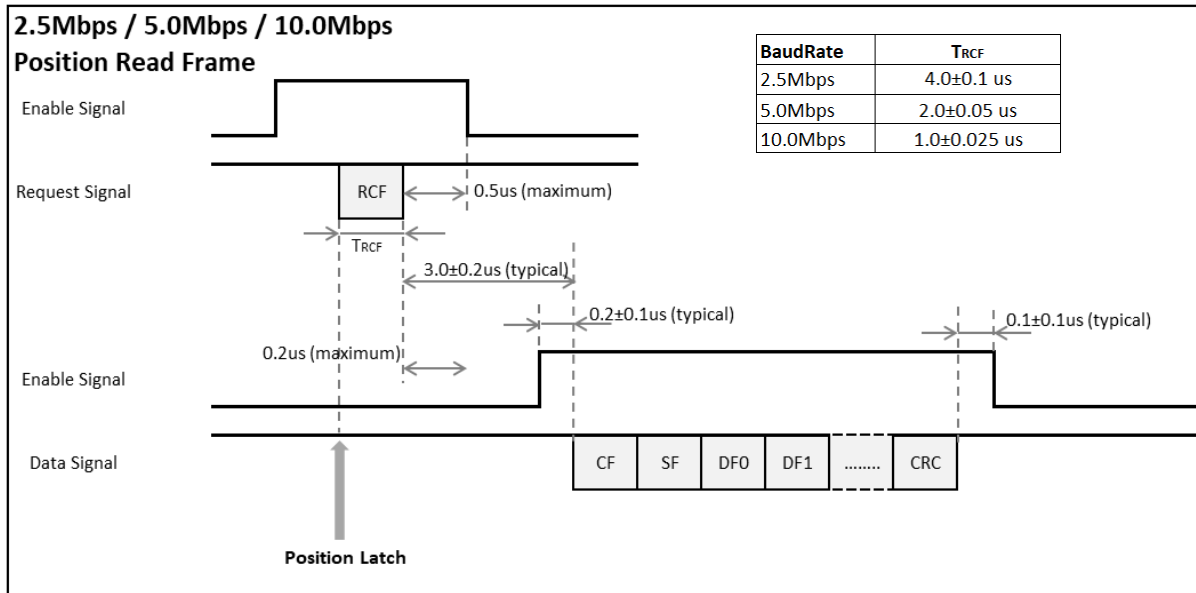 2.5Mbps / 5.0Mbps / 10.0Mbps
Position Read Frame
BaudRate TRCF
2.5Mbps 4.0±0.1 us
5.0Mbps 2.0±0.05 us
10.0Mbps 1.0±0.025 us
Enable Signal
Request Signal
RCF
0.5us (maximum)
TRCF
3.0±0.2us (typical)
0.2±0.1us (typical)
0.1±0.1us (typical)
0.2us (maximum)
Enable Signal
Data Signal
CF SF DF0 DF1 ........ CRC
Position Latch